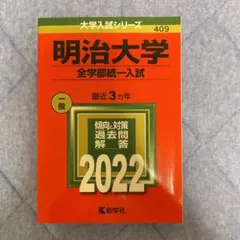 大学入試シリーズ
409
明治大学
全学部統一入試
一般
最近3カ年
傾向と対策
過去問
解答
2022
教学社